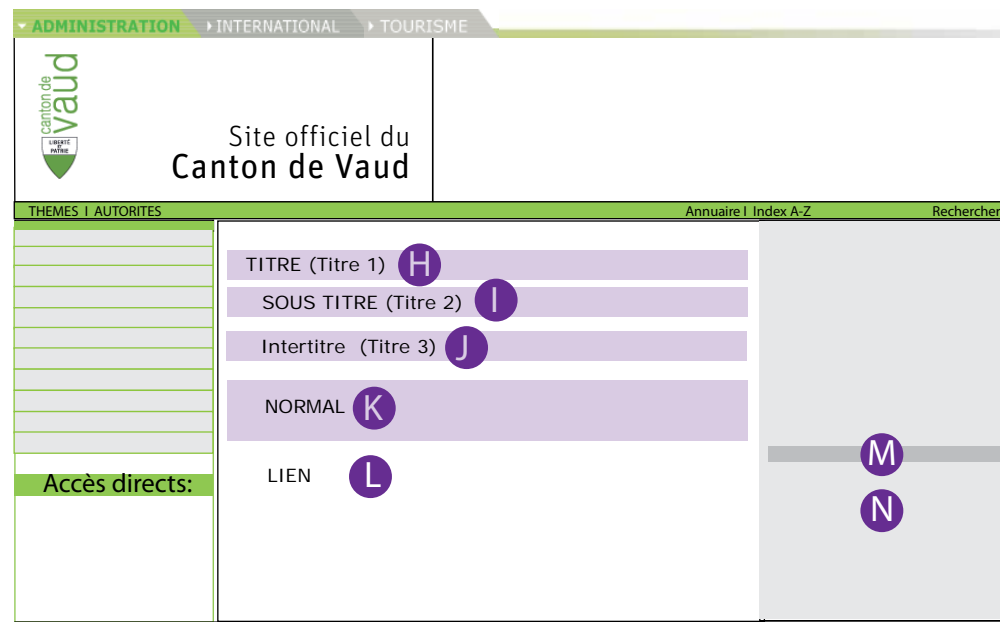 ADMINISTRATION INTERNATIONAL TOURISME
canton de
vaud
LIBERTÉ
ET
PATRIE
Site officiel du
Canton de Vaud
THEMES I AUTORITES Annuaire I Index A-Z Rechercher
TITRE (Titre 1) H
SOUS TITRE (Titre 2) I
Intertitre (Titre 3) J
NORMAL K
M
LIEN L
Accès directs:
N